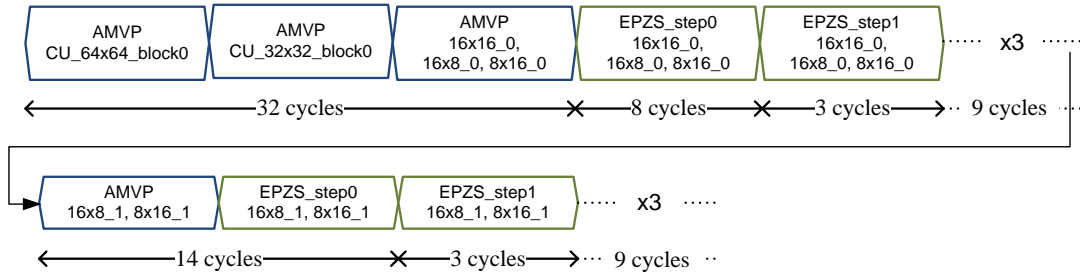 AMVP
CU_64x64_block0
AMVP
CU_32x32_block0
AMVP
16x16_0,
16x8_0, 8x16_0
EPZS_step0
16x16_0,
16x8_0, 8x16_0
EPZS_step1
16x16_0,
16x8_0, 8x16_0
x3
32 cycles
8 cycles
3 cycles
9 cycles
AMVP
16x8_1, 8x16_1
EPZS_step0
16x8_1, 8x16_1
EPZS_step1
16x8_1, 8x16_1
x3
14 cycles
3 cycles
9 cycles